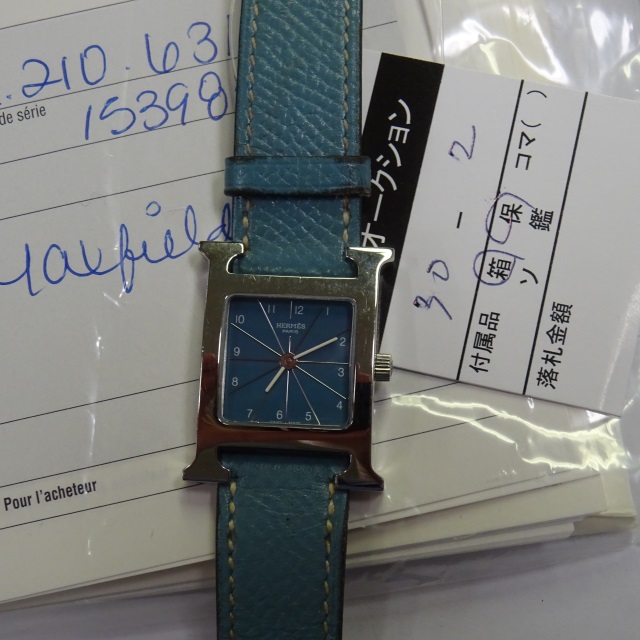 .210.631
de série
15398
Maxfield
Pour l'acheteur
HERMÈS
PARIS
12
1
2
3
4
5
6
7
8
9
10
11
オークション
30 - 2
付属品 箱 保 コマ( )
ソ 鑑
落札金額